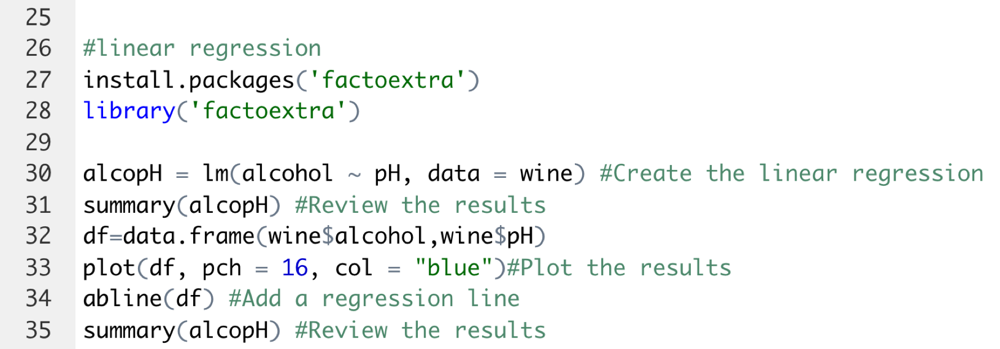 25
26 #linear regression
27 install.packages('factoextra')
28 library('factoextra')
29
30 alcopH = lm(alcohol ~ pH, data = wine) #Create the linear regression
31 summary(alcopH) #Review the results
32 df=data.frame(wine$alcohol,wine$pH)
33 plot(df, pch = 16, col = "blue")#Plot the results
34 abline(df) #Add a regression line
35 summary(alcopH) #Review the results